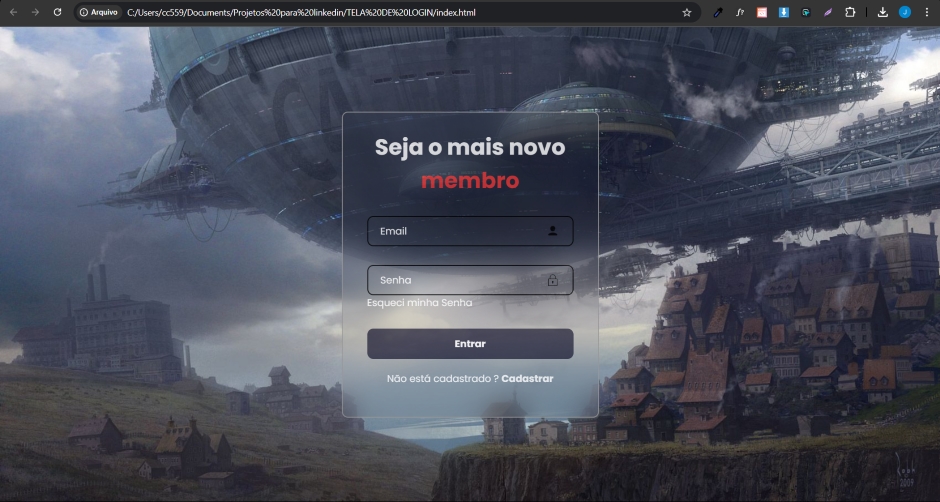 Arquivo C:/Users/cc559/Documents/Projetos%20para%20linkedin/TELA%20DE%20LOGIN/index.html
f?
J
Seja o mais novo
membro
Email
Senha
Esqueci minha Senha
Entrar
Não está cadastrado ? Cadastrar
2009